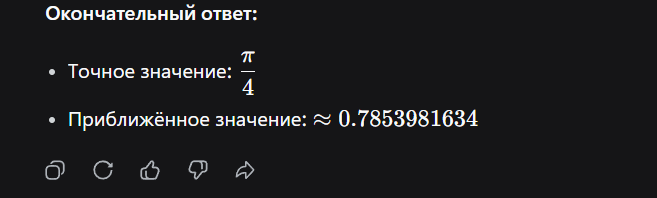 Окончательный ответ:
• Точное значение: π/4
• Приближённое значение: ≈ 0.7853981634